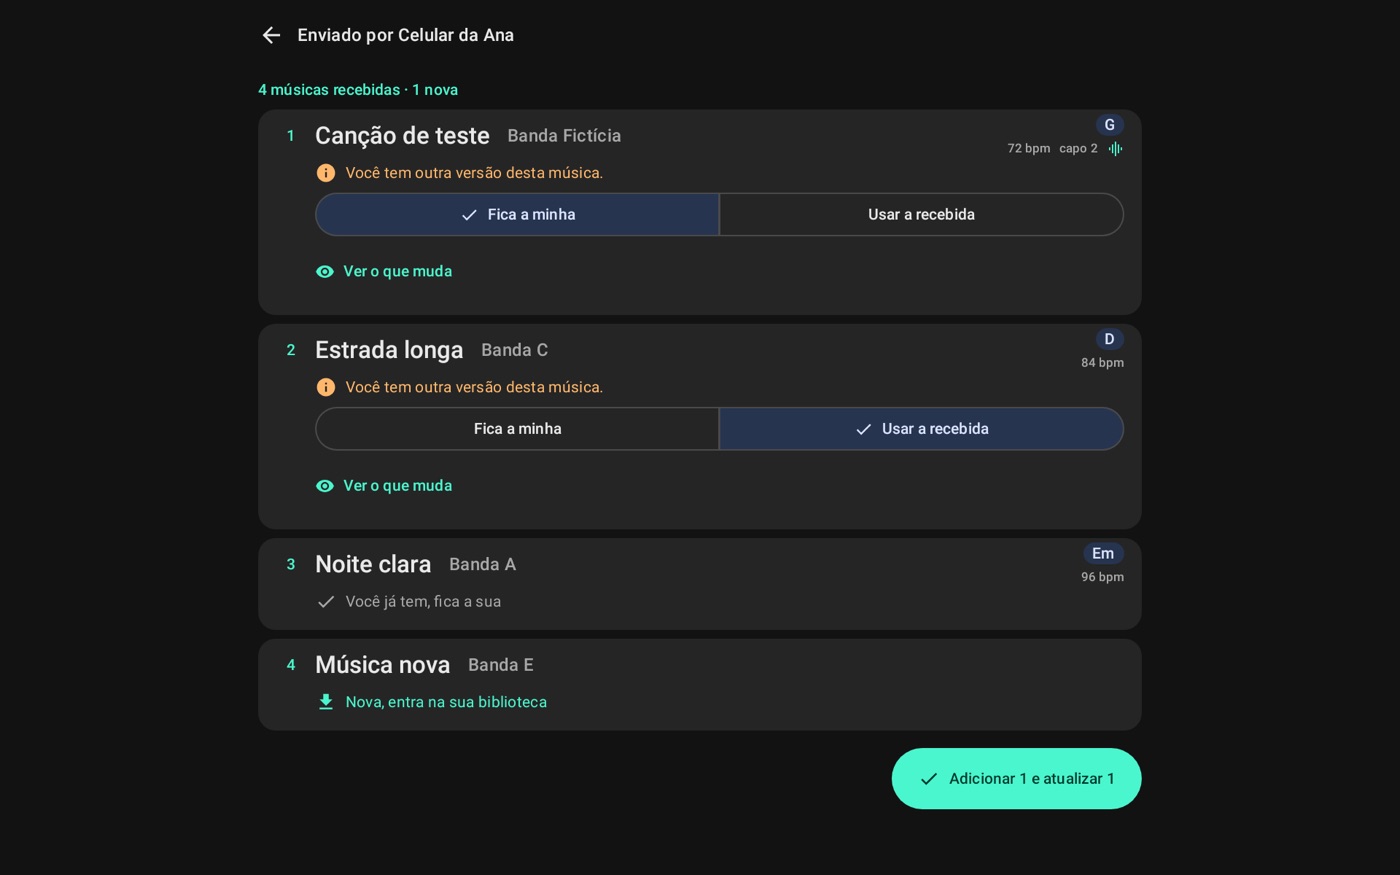 Enviado por Celular da Ana
4 músicas recebidas · 1 nova
1 Canção de teste Banda Fictícia G
72 bpm capo 2
Você tem outra versão desta música.
Fica a minha Usar a recebida
Ver o que muda
2 Estrada longa Banda C D
84 bpm
Você tem outra versão desta música.
Fica a minha Usar a recebida
Ver o que muda
3 Noite clara Banda A Em
96 bpm
Você já tem, fica a sua
4 Música nova Banda E
Nova, entra na sua biblioteca
Adicionar 1 e atualizar 1